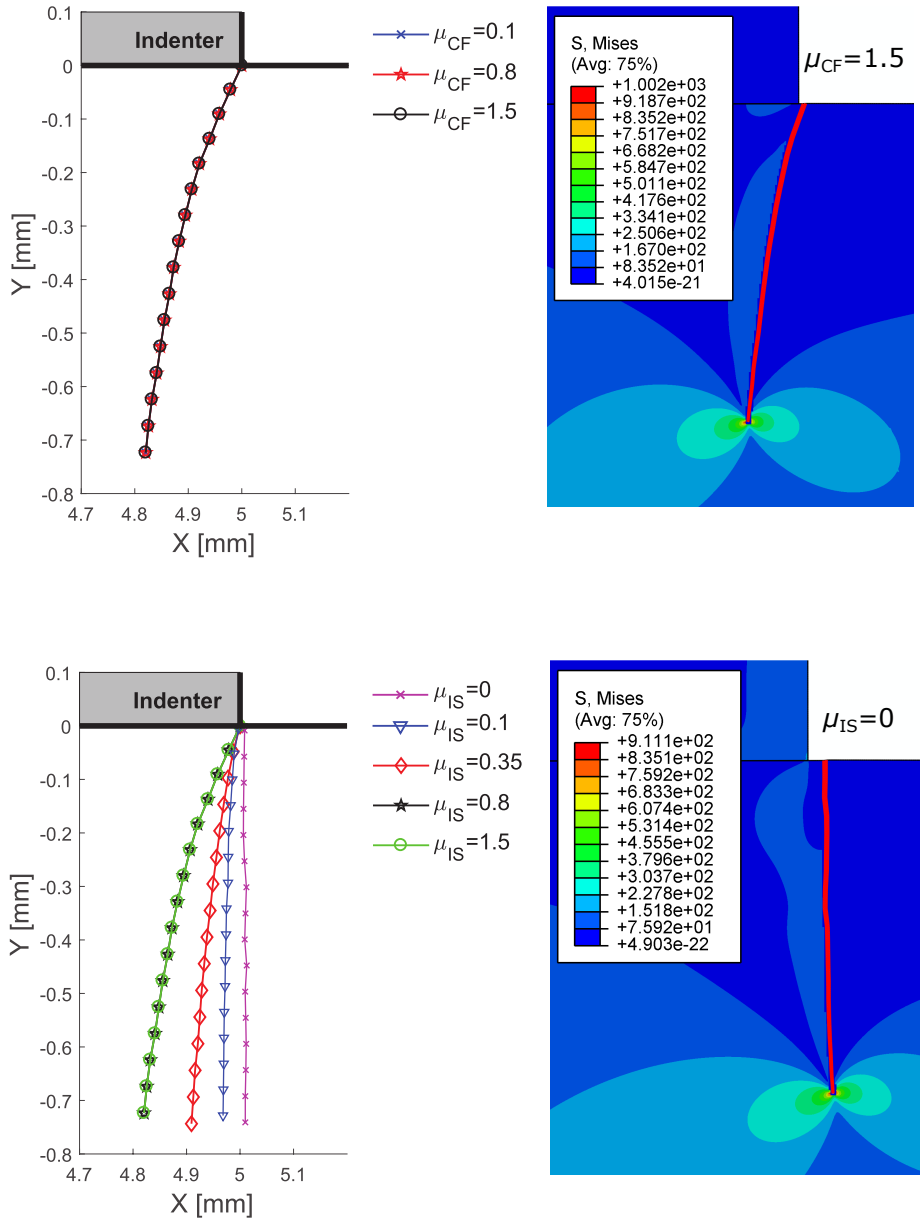 0.1
0
-0.1
-0.2
-0.3
-0.4
-0.5
-0.6
-0.7
-0.8
Y [mm]
Indenter
4.7 4.8 4.9 5 5.1
X [mm]
μCF=0.1
μCF=0.8
μCF=1.5
S, Mises
(Avg: 75%)
+1.002e+03
+9.187e+02
+8.352e+02
+7.517e+02
+6.682e+02
+5.847e+02
+5.011e+02
+4.176e+02
+3.341e+02
+2.506e+02
+1.670e+02
+8.352e+01
+4.015e-21
μCF=1.5
0.1
0
-0.1
-0.2
-0.3
-0.4
-0.5
-0.6
-0.7
-0.8
Y [mm]
Indenter
4.7 4.8 4.9 5 5.1
X [mm]
μIS=0
μIS=0.1
μIS=0.35
μIS=0.8
μIS=1.5
S, Mises
(Avg: 75%)
+9.111e+02
+8.351e+02
+7.592e+02
+6.833e+02
+6.074e+02
+5.314e+02
+4.555e+02
+3.796e+02
+3.037e+02
+2.278e+02
+1.518e+02
+7.592e+01
+4.903e-22
μIS=0